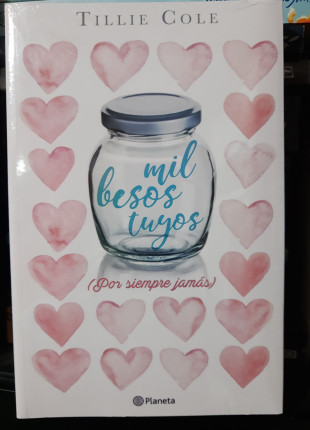 TILLIE COLE
mil
besos
tuyos
(Por siempre jamás)
Planeta